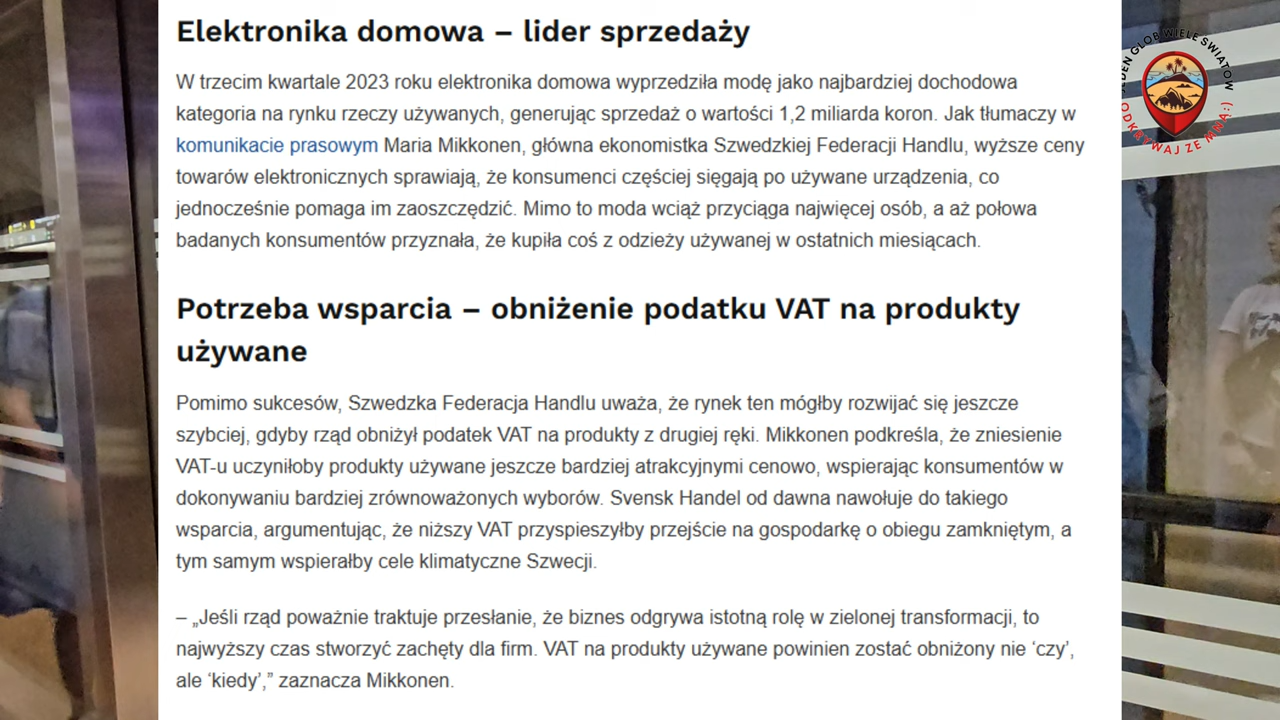 Elektronika domowa – lider sprzedaży
W trzecim kwartale 2023 roku elektronika domowa wyprzedziła modę jako najbardziej dochodowa
kategoria na rynku rzeczy używanych, generując sprzedaż o wartości 1,2 miliarda koron. Jak tłumaczy w
komunikacie prasowym Maria Mikkonen, główna ekonomistka Szwedzkiej Federacji Handlu, wyższe ceny
towarów elektronicznych sprawiają, że konsumenci częściej sięgają po używane urządzenia, co
jednocześnie pomaga im zaoszczędzić. Mimo to moda wciąż przyciąga najwięcej osób, a aż połowa
badanych konsumentów przyznała, że kupiła coś z odzieży używanej w ostatnich miesiącach.
Potrzeba wsparcia – obniżenie podatku VAT na produkty
używane
Pomimo sukcesów, Szwedzka Federacja Handlu uważa, że rynek ten mógłby rozwijać się jeszcze
szybciej, gdyby rząd obniżył podatek VAT na produkty z drugiej ręki. Mikkonen podkreśla, że zniesienie
VAT-u uczyniłoby produkty używane jeszcze bardziej atrakcyjnymi cenowo, wspierając konsumentów w
dokonywaniu bardziej zrównoważonych wyborów. Svensk Handel od dawna nawołuje do takiego
wsparcia, argumentując, że niższy VAT przyspieszyłby przejście na gospodarkę o obiegu zamkniętym, a
tym samym wspierałby cele klimatyczne Szwecji.
– „Jeśli rząd poważnie traktuje przesłanie, że biznes odgrywa istotną rolę w zielonej transformacji, to
najwyższy czas stworzyć zachęty dla firm. VAT na produkty używane powinien zostać obniżony nie ‘czy’,
ale ‘kiedy’,” zaznacza Mikkonen.
JEDEN GLOB WIELE ŚWIATÓW
ODKRYWAJ ZE MNĄ:)